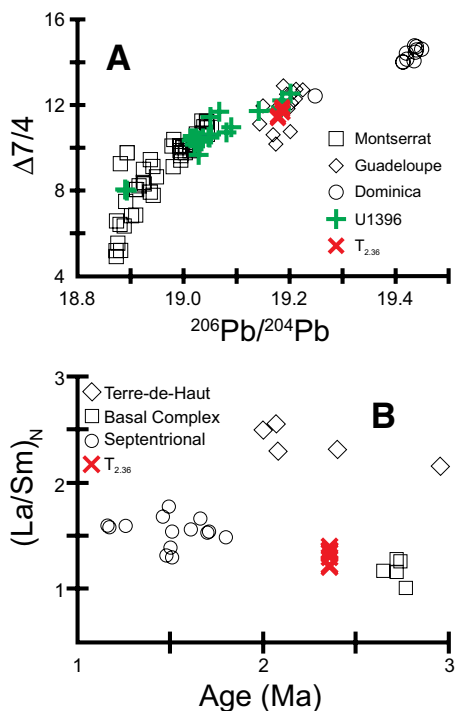 A
Δ7/4
16
12
8
4
18.8
19.0
19.2
19.4
²⁰⁶Pb/²⁰⁴Pb
Montserrat
Guadeloupe
Dominica
U1396
T₂.₃₆
B
(La/Sm)N
3
2
1
1
2
3
Age (Ma)
Terre-de-Haut
Basal Complex
Septentrional
T₂.₃₆